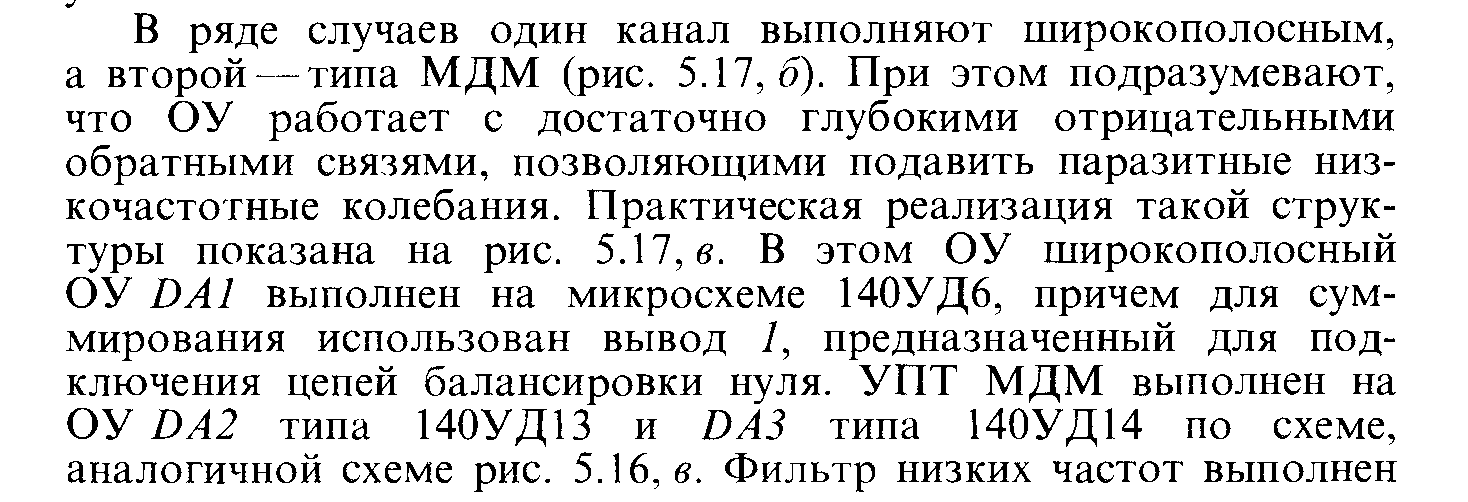 В ряде случаев один канал выполняют широкополосным,
а второй — типа МДМ (рис. 5.17, б). При этом подразумевают,
что ОУ работает с достаточно глубокими отрицательными
обратными связями, позволяющими подавить паразитные низ-
кочастотные колебания. Практическая реализация такой струк-
туры показана на рис. 5.17, в. В этом ОУ широкополосный
ОУ DA1 выполнен на микросхеме 140УД6, причем для сум-
мирования использован вывод 1, предназначенный для под-
ключения цепей балансировки нуля. УПТ МДМ выполнен на
ОУ DA2 типа 140УД13 и DA3 типа 140УД14 по схеме,
аналогичной схеме рис. 5.16, в. Фильтр низких частот выполнен